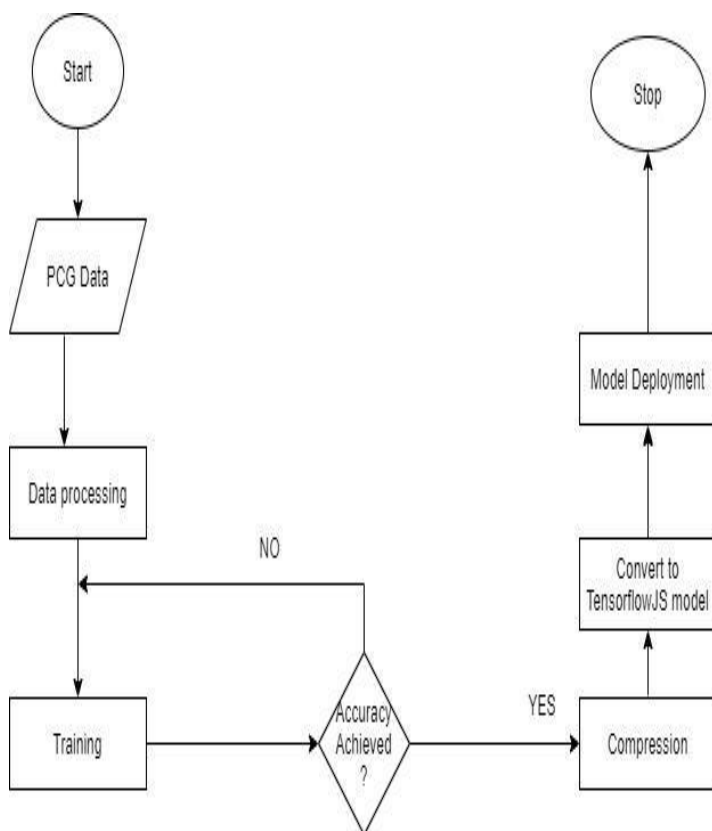 Start
PCG Data
Data processing
NO
Training
Accuracy
Achieved
?
YES
Compression
Convert to
TensorflowJS model
Model Deployment
Stop